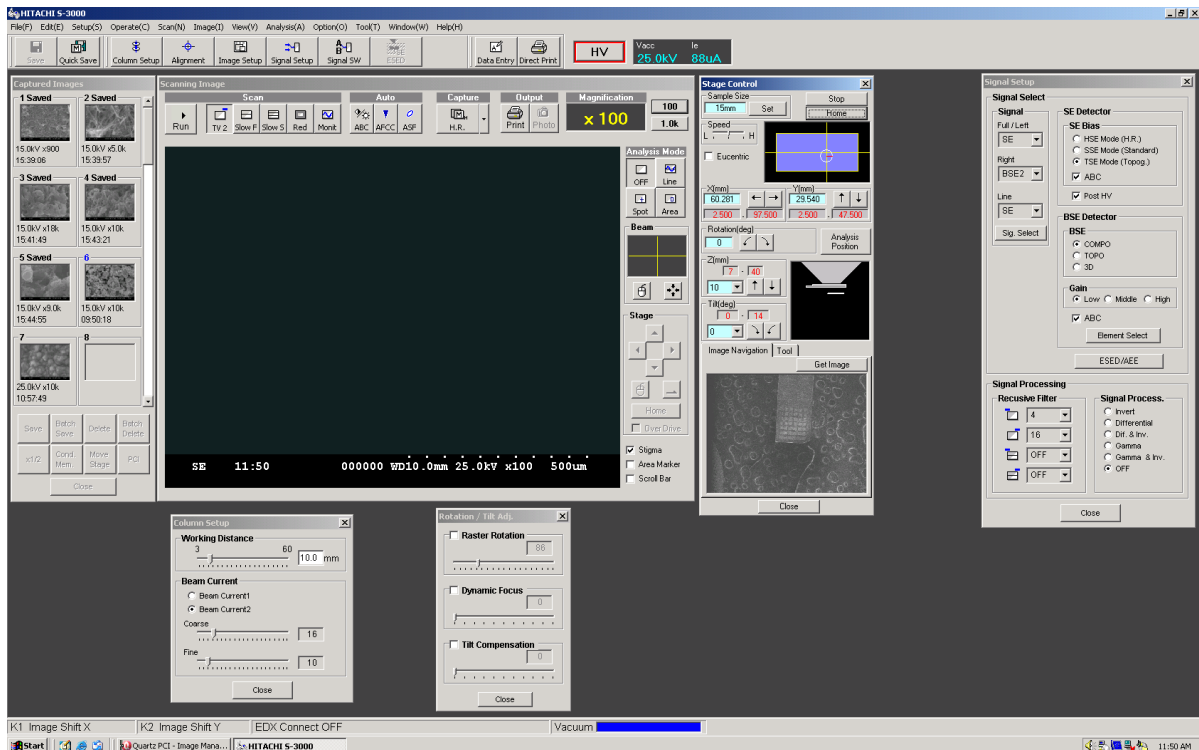 HITACHI S-3000
File(F) Edit(E) Setup(S) Operate(C) Scan(N) Image(I) View(V) Analysis(A) Option(O) Tool(T) Window(W) Help(H)
Save Quick Save Column Setup Alignment Image Setup Signal Setup Signal SW ESED Data Entry Direct Print
HV
Vacc Ie
25.0kV 88uA
Captured Images
1 Saved 2 Saved
15.0kV x900 15.0kV x5.0k
15:39:06 15:39:57
3 Saved 4 Saved
15.0kV x18k 15.0kV x10k
15:41:49 15:43:21
5 Saved 6
15.0kV x9.0k 15.0kV x10k
15:44:55 09:50:18
7 8
25.0kV x10k
10:57:49
Save Batch Save Delete Batch Delete
x1/2 Cond. Mem. Move Stage PCI
Close
Scanning Image
Scan Auto Capture Output Magnification
Run TV 2 Slow F Slow S Red Monit ABC AFCC ASF H.R. Print Photo
x 100
100
1.0k
Analysis Mode
OFF Line
Spot Area
Beam
Stage
Home
Over Drive
Stigma
Area Marker
Scroll Bar
SE 11:50 000000 WD10.0mm 25.0kV x100 500um
Stage Control
Sample Size
15mm Set
Stop
Home
Speed
L H
Eucentric
X(mm) Y(mm)
60.281 29.540
2.500 - 97.500 2.500 - 47.500
Rotation(deg)
0
Analysis Position
Z(mm)
7 - 40
10
Tilt(deg)
0 - 14
0
Image Navigation Tool
Get Image
Close
Signal Setup
Signal Select
Signal
Full / Left
SE
Right
BSE2
Line
SE
Sig. Select
SE Detector
SE Bias
HSE Mode (H.R.)
SSE Mode (Standard)
TSE Mode (Topog.)
ABC
Post HV
BSE Detector
BSE
COMPO
TOPO
3D
Gain
Low Middle High
ABC
Element Select
ESED/AEE
Signal Processing
Recusive Filter
4
16
OFF
OFF
Signal Process.
Invert
Differential
Dif. & Inv.
Gamma
Gamma & Inv.
OFF
Close
Column Setup
Working Distance
3 60
10.0 mm
Beam Current
Beam Current1
Beam Current2
Coarse
16
Fine
10
Close
Rotation / Tilt Adj.
Raster Rotation
86
Dynamic Focus
0
Tilt Compensation
0
Close
K1 Image Shift X K2 Image Shift Y EDX Connect OFF Vacuum
Start Quartz PCI - Image Mana... HITACHI S-3000 11:50 AM